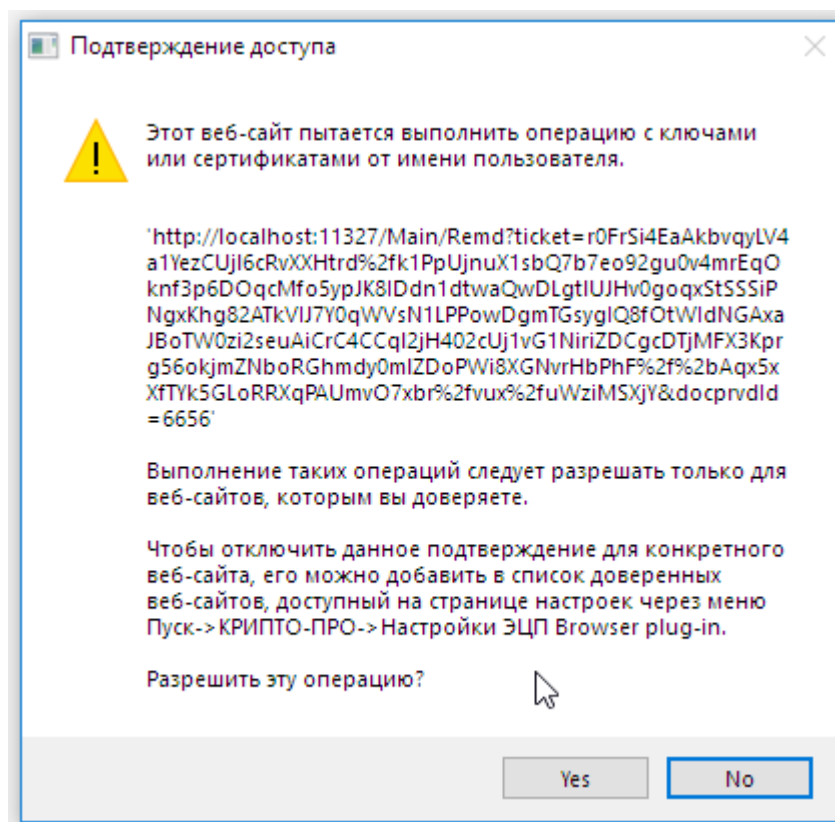 Подтверждение доступа
Этот веб-сайт пытается выполнить операцию с ключами
или сертификатами от имени пользователя.
'http://localhost:11327/Main/Remd?ticket=r0FrSi4EaAkbvqyLV4
a1YezCUjI6cRvXXHtrd%2fk1PpUjnuX1sbQ7b7eo92gu0v4mrEqO
knf3p6DOqcMfo5ypJK8IDdn1dtwaQwDLgtIUJHv0goqxStSSSiP
NgxKhg82ATkVIJ7Y0qWVsN1LPPowDgmTGsygIQ8fOtWIdNGAxa
JBoTW0zi2seuAiCrC4CCqI2jH402cUj1vG1NiriZDCgcDTjMFX3Kpr
g56okjmZNboRGhmdy0mIZDoPWi8XGNvrHbPhF%2f%2bAqx5x
XfTYk5GLoRRXqPAUmvO7xbr%2fvux%2fuWziMSXjY&docprvdId
=6656'
Выполнение таких операций следует разрешать только для
веб-сайтов, которым вы доверяете.
Чтобы отключить данное подтверждение для конкретного
веб-сайта, его можно добавить в список доверенных
веб-сайтов, доступный на странице настроек через меню
Пуск->КРИПТО-ПРО->Настройки ЭЦП Browser plug-in.
Разрешить эту операцию?
Yes
No